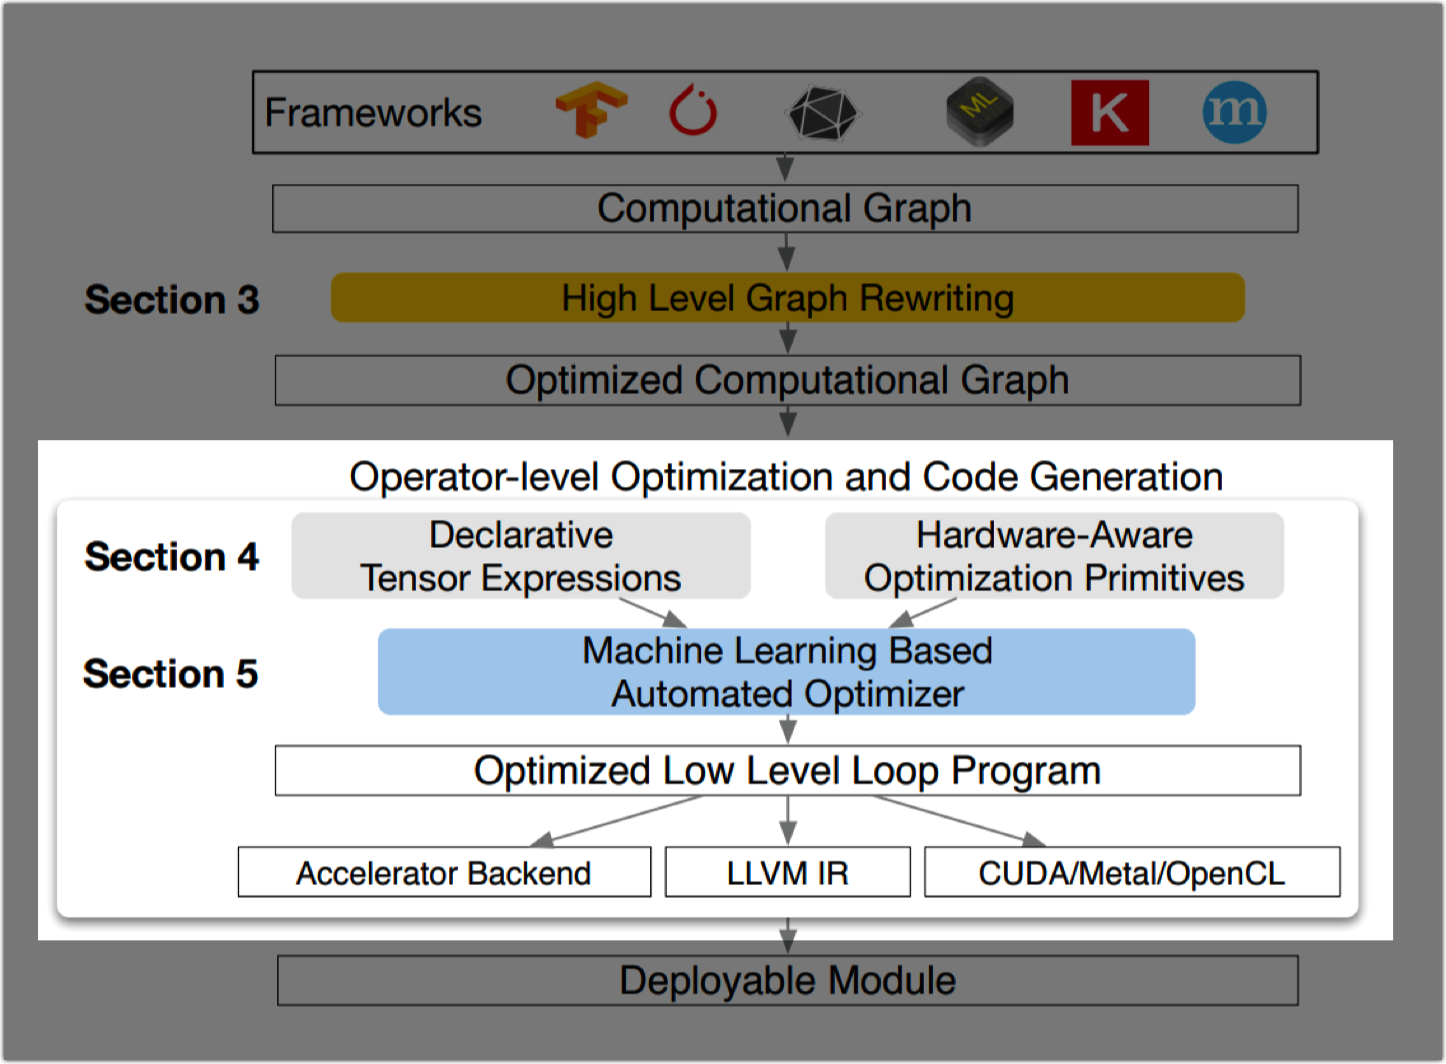 Frameworks
ML
K
m
Computational Graph
Section 3
High Level Graph Rewriting
Optimized Computational Graph
Operator-level Optimization and Code Generation
Section 4
Declarative
Tensor Expressions
Hardware-Aware
Optimization Primitives
Section 5
Machine Learning Based
Automated Optimizer
Optimized Low Level Loop Program
Accelerator Backend
LLVM IR
CUDA/Metal/OpenCL
Deployable Module